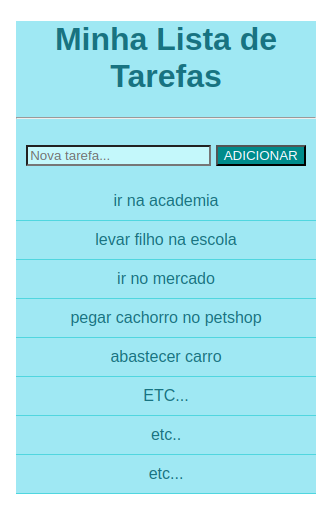 Minha Lista de
Tarefas
Nova tarefa... ADICIONAR
ir na academia
levar filho na escola
ir no mercado
pegar cachorro no petshop
abastecer carro
ETC...
etc..
etc...